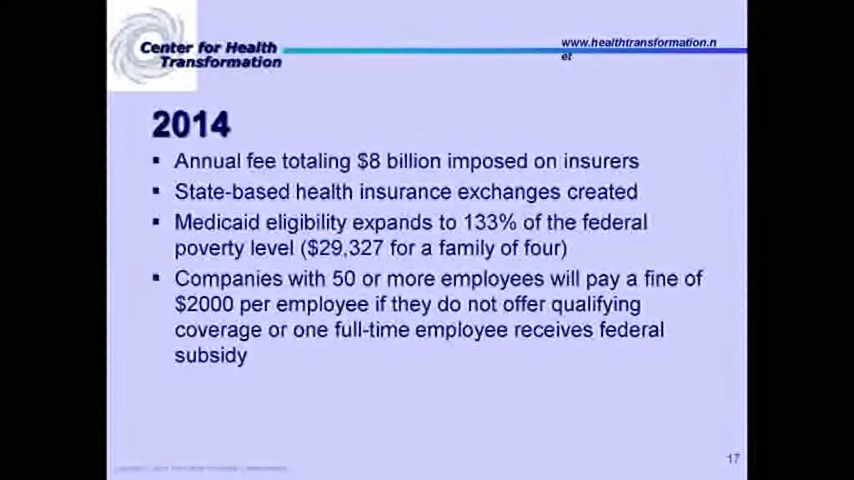 Center for Health
Transformation
www.healthtransformation.n
et
2014
▪ Annual fee totaling $8 billion imposed on insurers
▪ State-based health insurance exchanges created
▪ Medicaid eligibility expands to 133% of the federal
poverty level ($29,327 for a family of four)
▪ Companies with 50 or more employees will pay a fine of
$2000 per employee if they do not offer qualifying
coverage or one full-time employee receives federal
subsidy
17